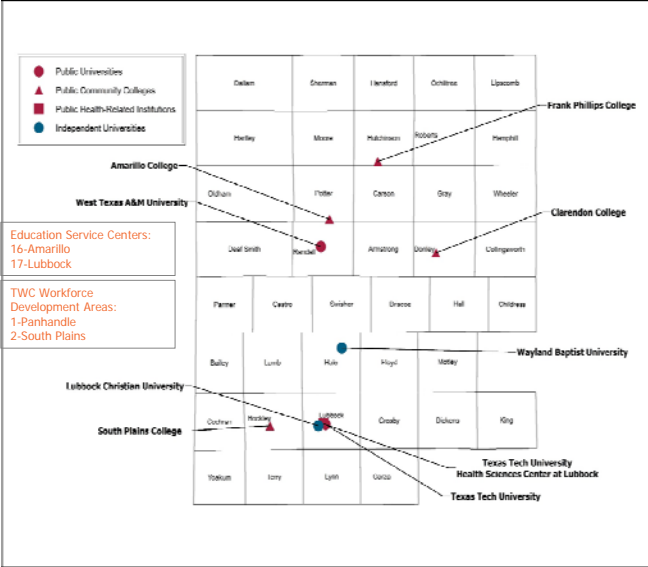 Public Universities
Public Community Colleges
Public Health-Related Institutions
Independent Universities
Dallam
Sherman
Hansford
Ochiltree
Lipscomb
Frank Phillips College
Hartley
Moore
Hutchinson
Roberts
Hemphill
Amarillo College
Oldham
Potter
Carson
Gray
Wheeler
West Texas A&M University
Clarendon College
Education Service Centers:
16-Amarillo
17-Lubbock
Deaf Smith
Randall
Armstrong
Donley
Collingsworth
TWC Workforce
Development Areas:
1-Panhandle
2-South Plains
Parmer
Castro
Swisher
Briscoe
Hall
Childress
Wayland Baptist University
Bailey
Lamb
Hale
Floyd
Motley
Lubbock Christian University
Cochran
Hockley
Lubbock
Crosby
Dickens
King
South Plains College
Texas Tech University
Health Sciences Center at Lubbock
Yoakum
Terry
Lynn
Garza
Texas Tech University